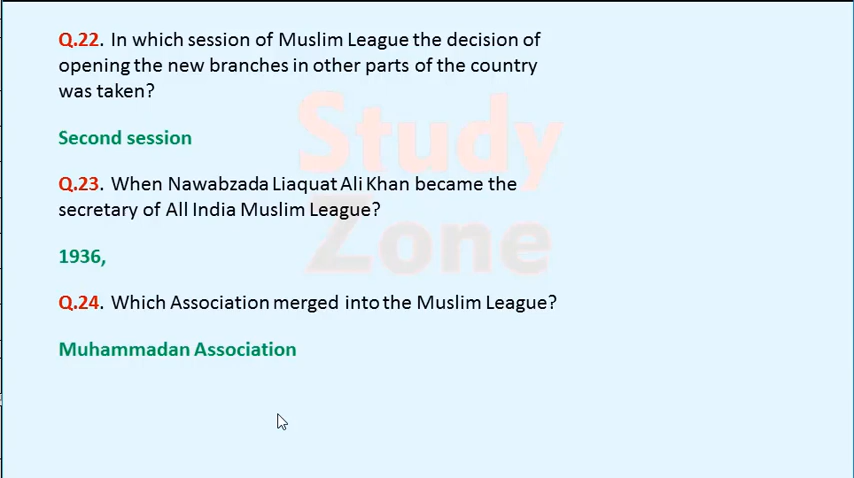 Q.22. In which session of Muslim League the decision of
opening the new branches in other parts of the country
was taken?
Second session
Q.23. When Nawabzada Liaquat Ali Khan became the
secretary of All India Muslim League?
1936,
Q.24. Which Association merged into the Muslim League?
Muhammadan Association
Study
Zone